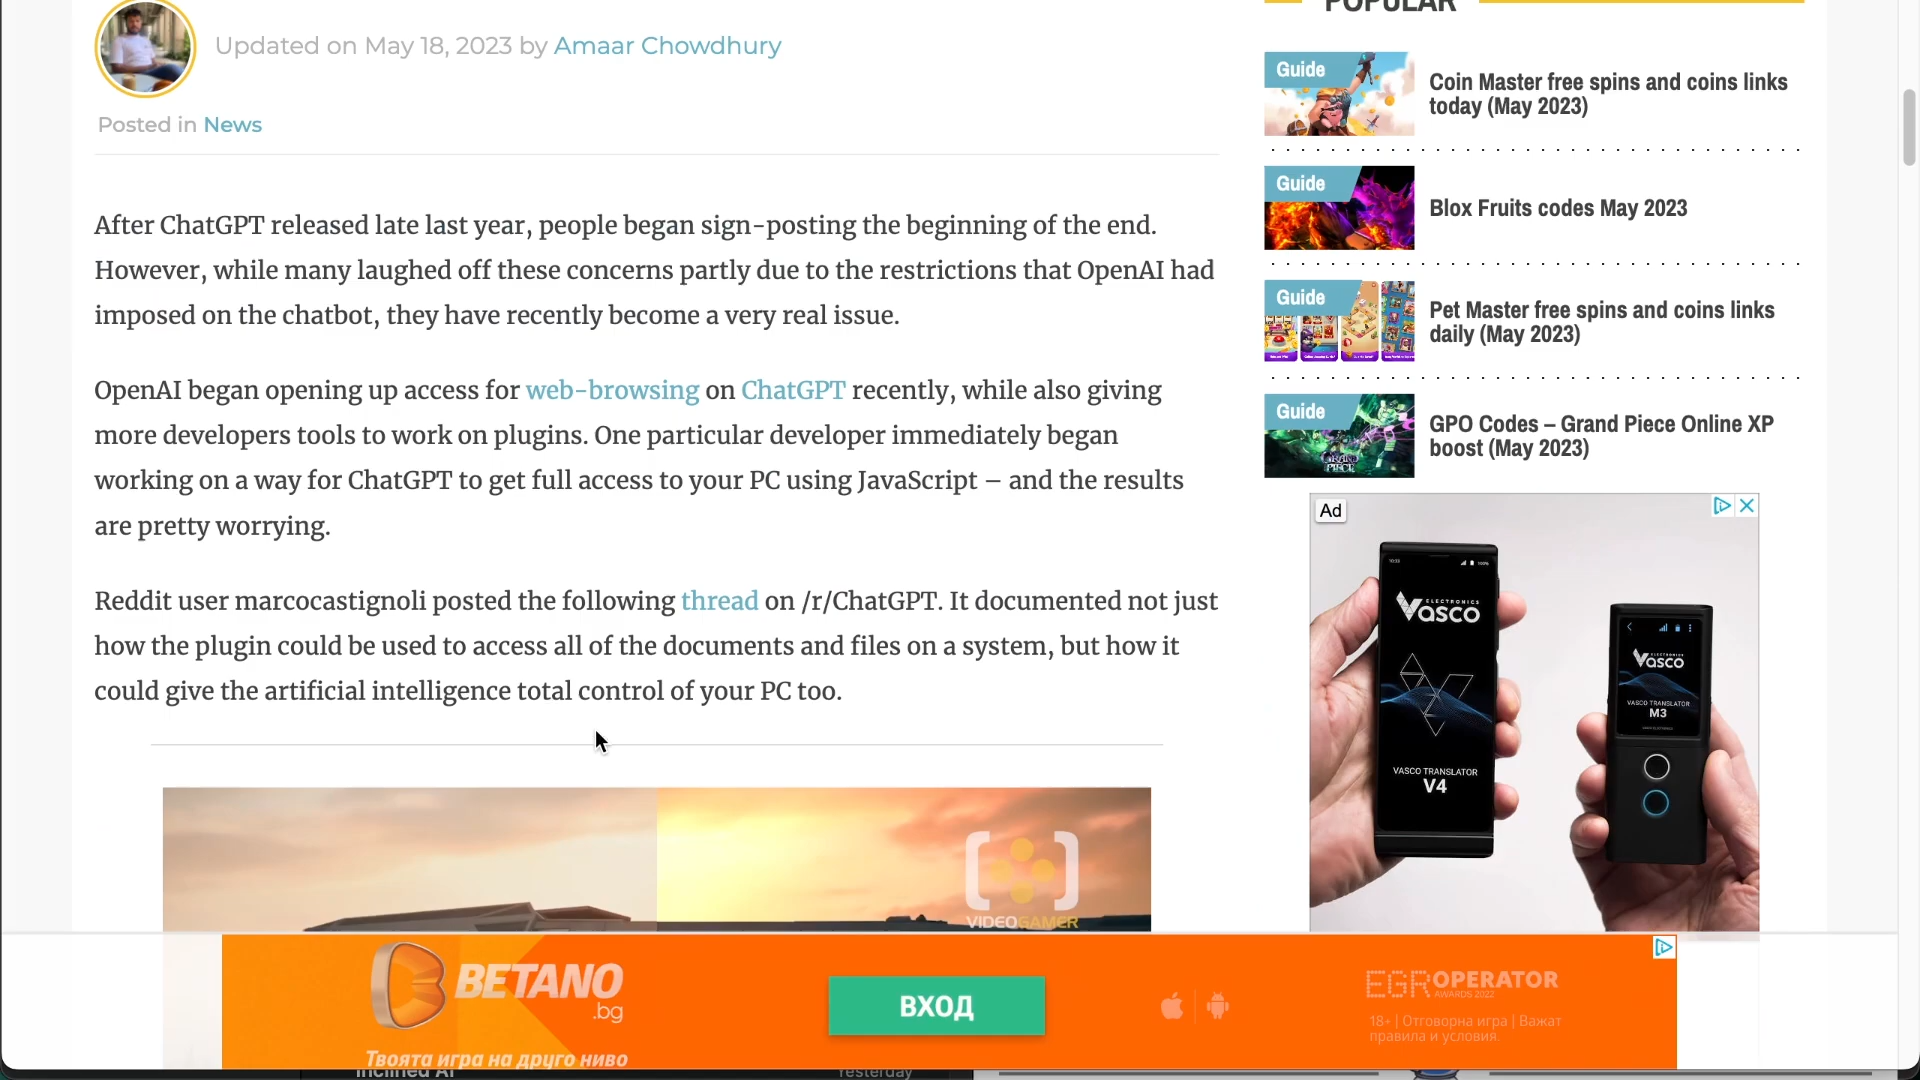 POPULAR
Updated on May 18, 2023 by Amaar Chowdhury
Posted in News
After ChatGPT released late last year, people began sign-posting the beginning of the end.
However, while many laughed off these concerns partly due to the restrictions that OpenAI had
imposed on the chatbot, they have recently become a very real issue.
OpenAI began opening up access for web-browsing on ChatGPT recently, while also giving
more developers tools to work on plugins. One particular developer immediately began
working on a way for ChatGPT to get full access to your PC using JavaScript – and the results
are pretty worrying.
Reddit user marcocastignoli posted the following thread on /r/ChatGPT. It documented not just
how the plugin could be used to access all of the documents and files on a system, but how it
could give the artificial intelligence total control of your PC too.
VIDEOGAMER
Guide
Coin Master free spins and coins links
today (May 2023)
Guide
Blox Fruits codes May 2023
Guide
Pet Master free spins and coins links
daily (May 2023)
Guide
GRAND
PIECE
GPO Codes – Grand Piece Online XP
boost (May 2023)
Ad
10:33
100%
ELECTRONICS
Vasco
VASCO TRANSLATOR
V4
ELECTRONICS
Vasco
VASCO TRANSLATOR
M3
BETANO
.bg
Твоята игра на друго ниво
ВХОД
EGR OPERATOR
AWARDS 2022
18+ | Отговорна игра | Важат
правила и условия.
Inclined AI
Yesterday